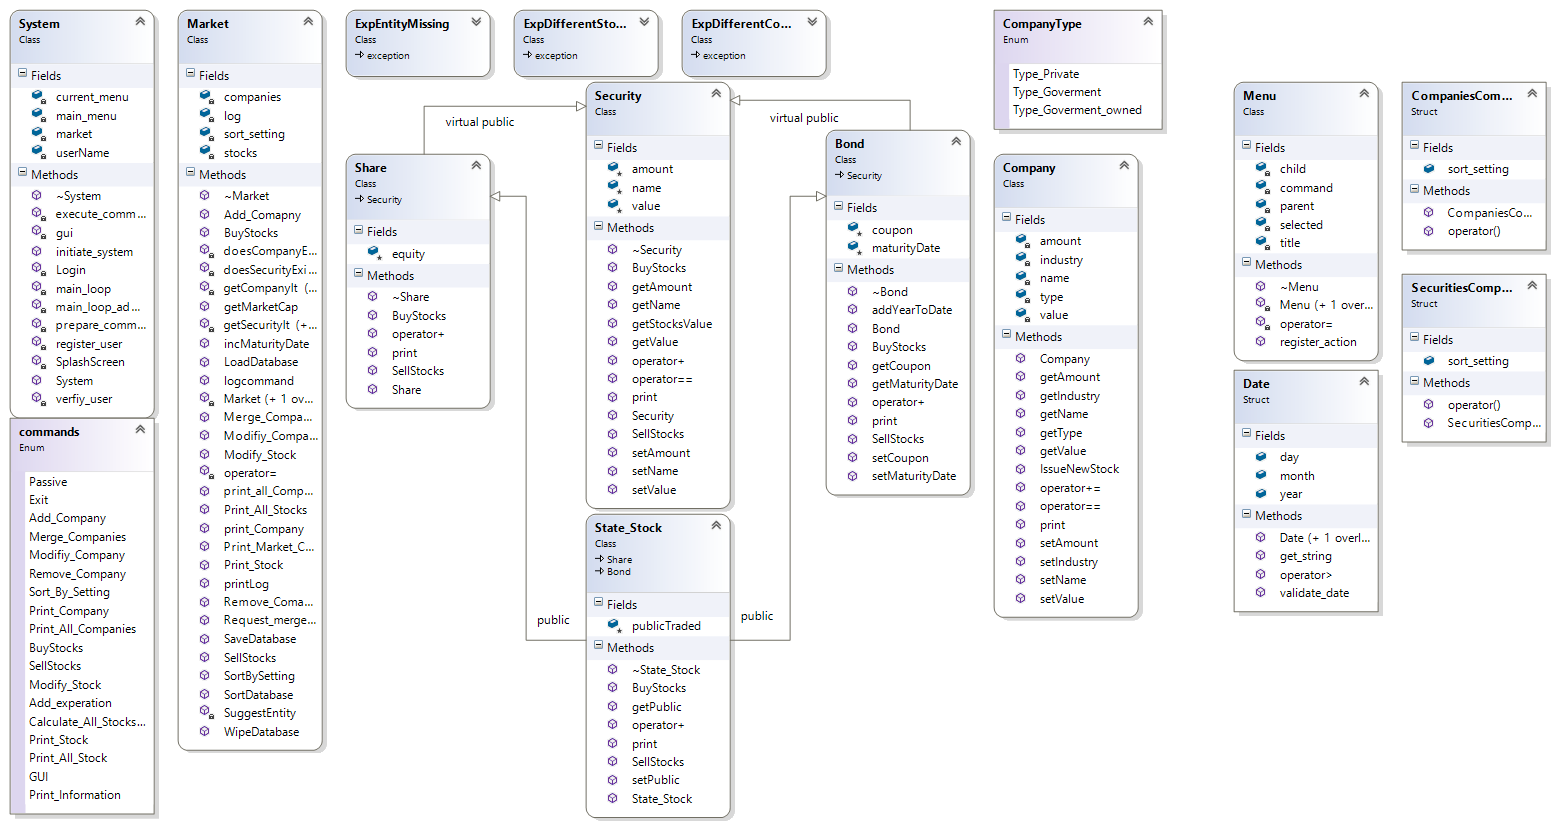 System
Class
Fields
current_menu
main_menu
market
userName
Methods
~System
execute_comm...
gui
initiate_system
Login
main_loop
main_loop_ad...
prepare_comm...
register_user
SplashScreen
System
verfiy_user
commands
Enum
Passive
Exit
Add_Company
Merge_Companies
Modifiy_Company
Remove_Company
Sort_By_Setting
Print_Company
Print_All_Companies
BuyStocks
SellStocks
Modify_Stock
Add_experation
Calculate_All_Stocks...
Print_Stock
Print_All_Stock
GUI
Print_Information
Market
Class
Fields
companies
log
sort_setting
stocks
Methods
~Market
Add_Comapny
BuyStocks
doesCompanyE...
doesSecurityExi...
getCompanyIt (...
getMarketCap
getSecurityIt (+...
incMaturityDate
LoadDatabase
logcommand
Market (+ 1 ov...
Merge_Compa...
Modifiy_Compa...
Modify_Stock
operator=
print_all_Comp...
Print_All_Stocks
print_Company
Print_Market_C...
Print_Stock
printLog
Remove_Coma...
Request_merge...
SaveDatabase
SellStocks
SortBySetting
SortDatabase
SuggestEntity
WipeDatabase
ExpEntityMissing
Class
exception
ExpDifferentSto...
Class
exception
ExpDifferentCo...
Class
exception
virtual public
virtual public
Share
Class
Security
Fields
equity
Methods
~Share
BuyStocks
operator+
print
SellStocks
Share
Security
Class
Fields
amount
name
value
Methods
~Security
BuyStocks
getAmount
getName
getStocksValue
getValue
operator+
operator==
print
Security
SellStocks
setAmount
setName
setValue
public
public
State_Stock
Class
Share
Bond
Fields
publicTraded
Methods
~State_Stock
BuyStocks
getPublic
operator+
print
SellStocks
setPublic
State_Stock
Bond
Class
Security
Fields
coupon
maturityDate
Methods
~Bond
addYearToDate
Bond
BuyStocks
getCoupon
getMaturityDate
operator+
print
SellStocks
setCoupon
setMaturityDate
CompanyType
Enum
Type_Private
Type_Goverment
Type_Goverment_owned
Company
Class
Fields
amount
industry
name
type
value
Methods
Company
getAmount
getIndustry
getName
getType
getValue
IssueNewStock
operator+=
operator==
print
setAmount
setIndustry
setName
setValue
Menu
Class
Fields
child
command
parent
selected
title
Methods
~Menu
Menu (+ 1 over...
operator=
register_action
Date
Struct
Fields
day
month
year
Methods
Date (+ 1 overl...
get_string
operator>
validate_date
CompaniesCom...
Struct
Fields
sort_setting
Methods
CompaniesCo...
operator()
SecuritiesComp...
Struct
Fields
sort_setting
Methods
operator()
SecuritiesComp...